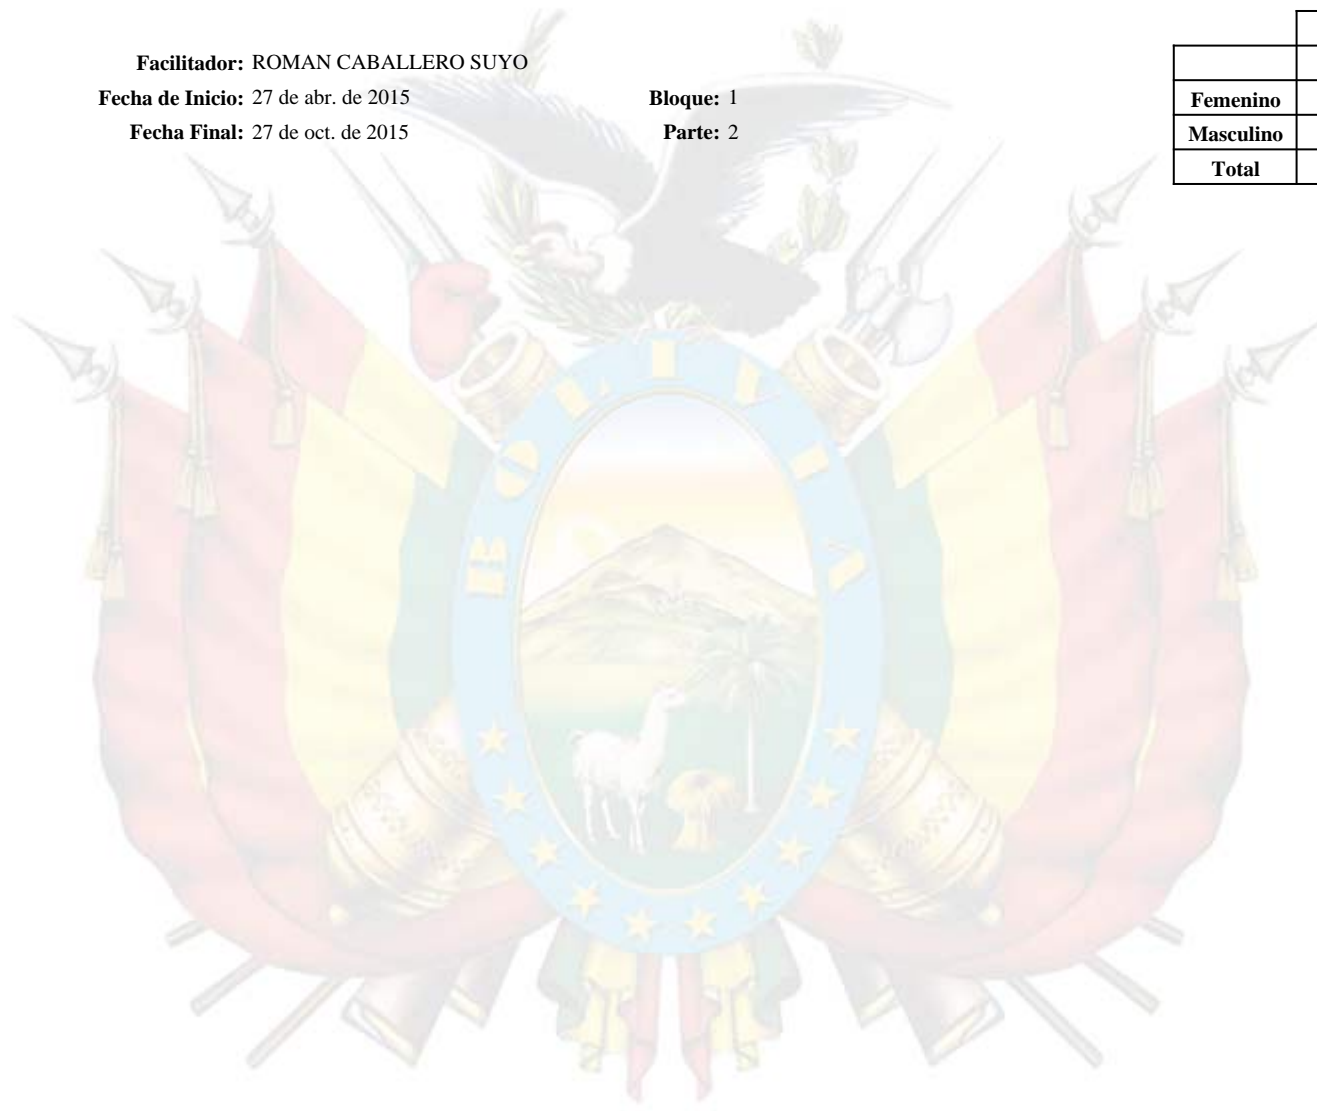 Facilitador: ROMAN CABALLERO SUYO
Fecha de Inicio: 27 de abr. de 2015 Bloque: 1
Fecha Final: 27 de oct. de 2015 Parte: 2
Femenino
Masculino
Total
BOLIVIA